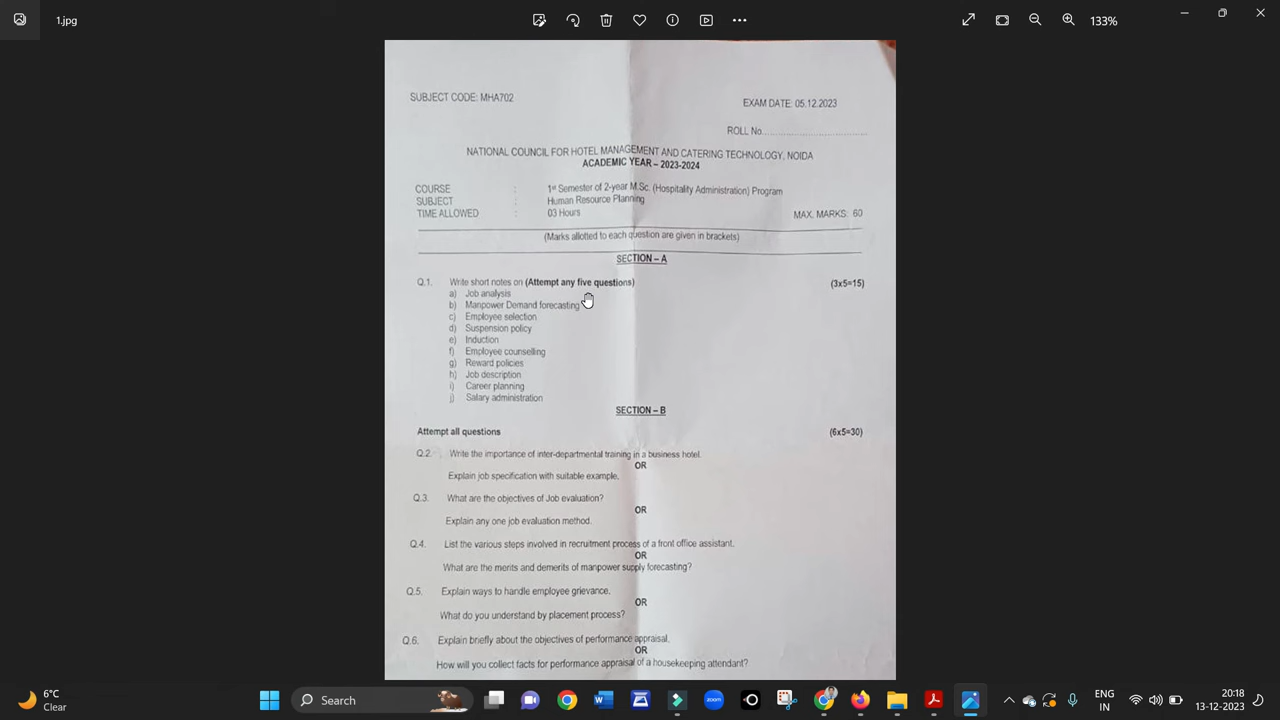 1.jpg
133%
SUBJECT CODE: MHA702
EXAM DATE: 05.12.2023
ROLL No..............................
NATIONAL COUNCIL FOR HOTEL MANAGEMENT AND CATERING TECHNOLOGY, NOIDA
ACADEMIC YEAR – 2023-2024
COURSE : 1st Semester of 2-year M.Sc. (Hospitality Administration) Program
SUBJECT : Human Resource Planning
TIME ALLOWED : 03 Hours MAX. MARKS: 60
(Marks allotted to each question are given in brackets)
SECTION – A
Q.1. Write short notes on (Attempt any five questions) (3x5=15)
a) Job analysis
b) Manpower Demand forecasting
c) Employee selection
d) Suspension policy
e) Induction
f) Employee counselling
g) Reward policies
h) Job description
i) Career planning
j) Salary administration
SECTION – B
Attempt all questions (6x5=30)
Q.2. Write the importance of inter-departmental training in a business hotel.
OR
Explain job specification with suitable example.
Q.3. What are the objectives of Job evaluation?
OR
Explain any one job evaluation method.
Q.4. List the various steps involved in recruitment process of a front office assistant.
OR
What are the merits and demerits of manpower supply forecasting?
Q.5. Explain ways to handle employee grievance.
OR
What do you understand by placement process?
Q.6. Explain briefly about the objectives of performance appraisal.
OR
How will you collect facts for performance appraisal of a housekeeping attendant?
6°C
Clear
Search
zoom
ENG
IN
20:18
13-12-2023